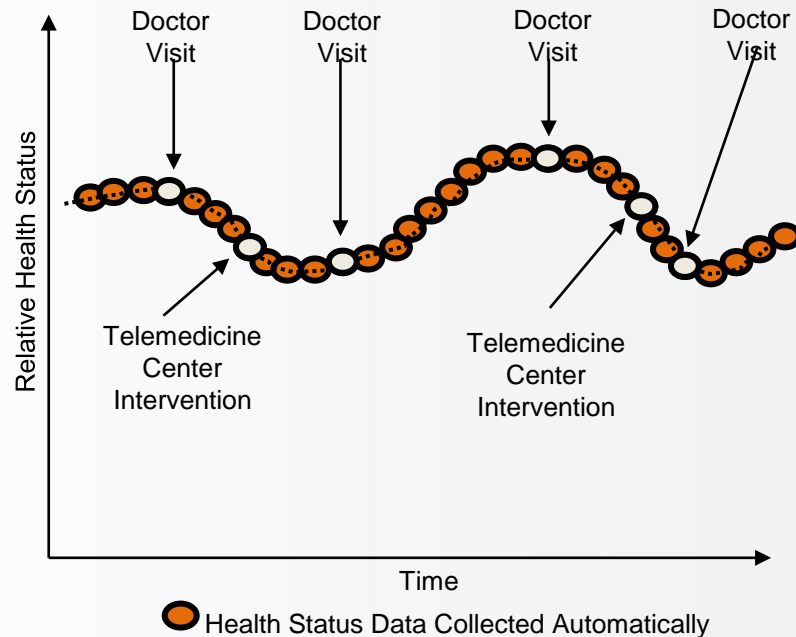 Doctor
Visit
Doctor
Visit
Doctor
Visit
Doctor
Visit
Relative Health Status
Telemedicine
Center
Intervention
Telemedicine
Center
Intervention
Time
Health Status Data Collected Automatically